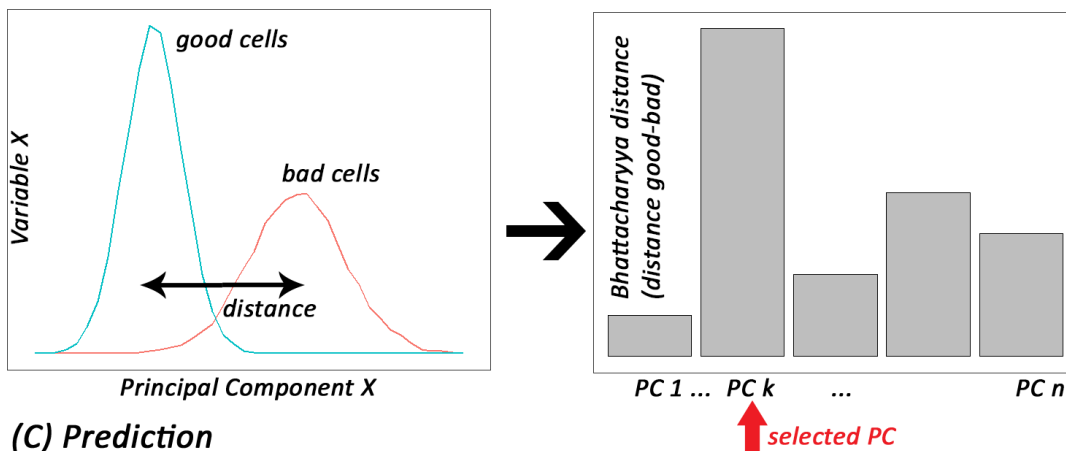 good cells
bad cells
distance
Variable X
Principal Component X
Bhattacharyya distance
(distance good-bad)
PC 1 ... PC k ... PC n
selected PC
(C) Prediction